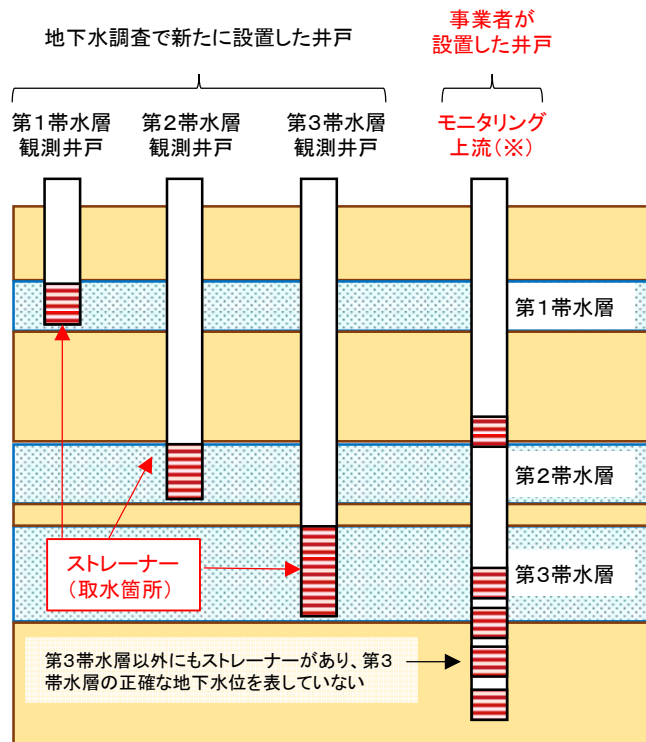 地下水調査で新たに設置した井戸
事業者が
設置した井戸
第1帯水層
観測井戸
第2帯水層
観測井戸
第3帯水層
観測井戸
モニタリング
上流(※)
第1帯水層
第2帯水層
第3帯水層
ストレーナー
(取水箇所)
第3帯水層以外にもストレーナーがあり、第3
帯水層の正確な地下水位を表していない